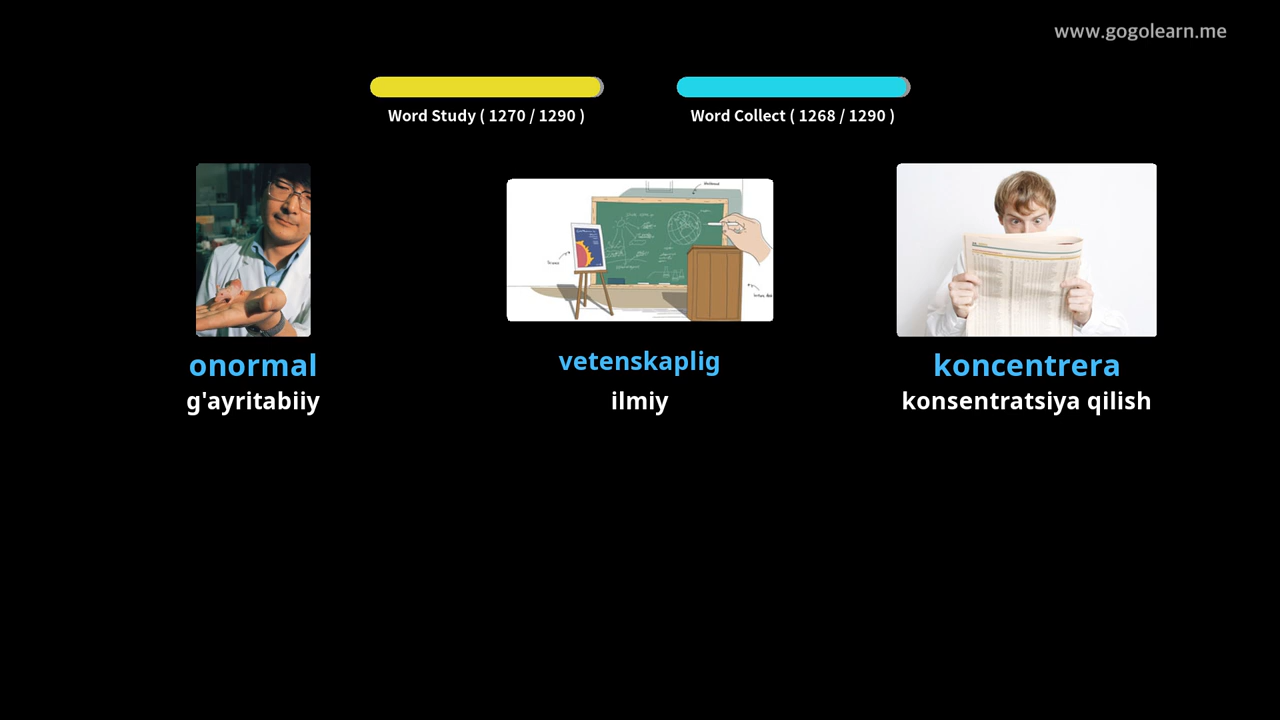 www.gogolearn.me
Word Study ( 1270 / 1290 )
Word Collect ( 1268 / 1290 )
onormal
vetenskaplig
koncentrera
g'ayritabiiy
ilmiy
konsentratsiya qilish